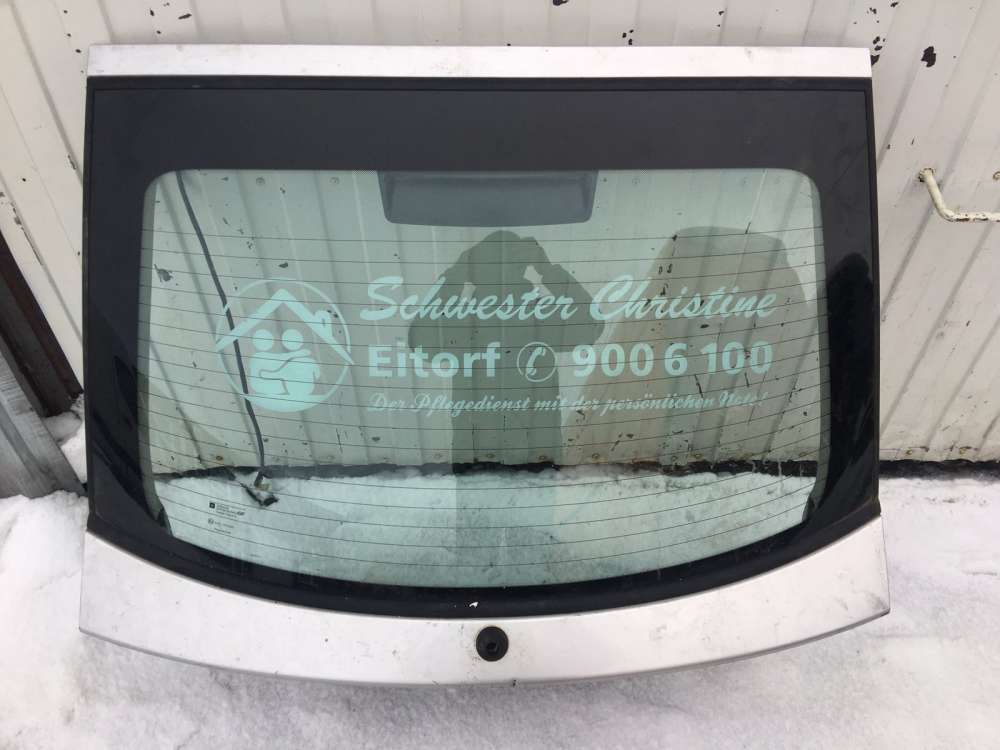 Schwester Christine
Eitorf 900 6 100
Der Pflegedienst mit der persönlichen Note!